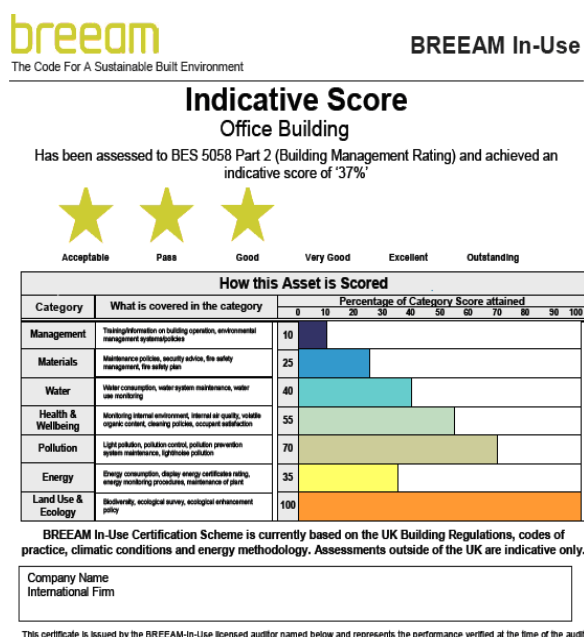 breeam
The Code For A Sustainable Built Environment
BREEAM In-Use
Indicative Score
Office Building
Has been assessed to BES 5058 Part 2 (Building Management Rating) and achieved an
indicative score of '37%'
Acceptable Pass Good Very Good Excellent Outstanding
How this Asset is Scored
Category What is covered in the category Percentage of Category Score attained
0 10 20 30 40 50 60 70 80 90 100
Management
Training/information on building operation, environmental
management systems/policies
10
Materials
Maintenance policies, security advice, fire safety
management, fire safety plan
25
Water
Water consumption, water system maintenance, water
use monitoring
40
Health &
Wellbeing
Monitoring internal environment, internal air quality, volatile
organic content, cleaning policies, occupant satisfaction
55
Pollution
Light pollution, pollution control, pollution prevention
system maintenance, light/noise pollution
70
Energy
Energy consumption, display energy certificates rating,
energy monitoring procedures, maintenance of plant
35
Land Use &
Ecology
Biodiversity, ecological survey, ecological enhancement
policy
100
BREEAM In-Use Certification Scheme is currently based on the UK Building Regulations, codes of
practice, climatic conditions and energy methodology. Assessments outside of the UK are indicative only.
Company Name
International Firm
This certificate is issued by the BREEAM-In-Use licensed auditor named below and represents the performance verified at the time of the audit